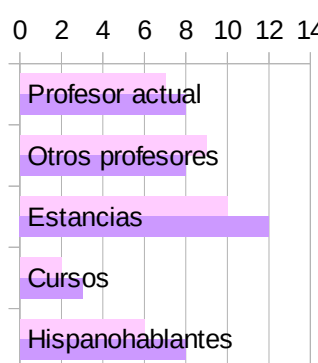 0 2 4 6 8 10 12 14
Profesor actual
Otros profesores
Estancias
Cursos
Hispanohablantes